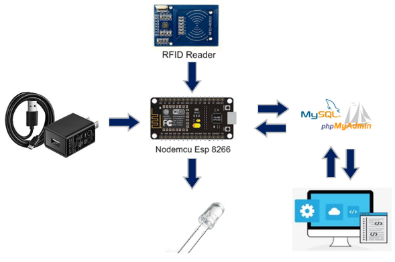 RFID Reader
Nodemcu Esp 8266
MySQL
phpMyAdmin